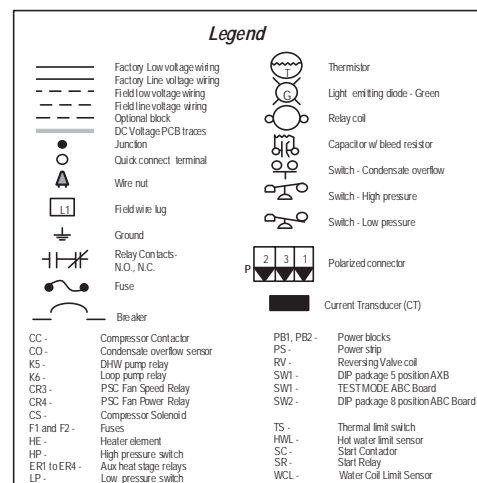 Legend
Factory Low voltage wiring
Factory Line voltage wiring
Field low voltage wiring
Field line voltage wiring
Optional block
DC Voltage PCB traces
Junction
Quick connect terminal
Wire nut
L1 Field wire lug
Ground
Relay Contacts-
N.O., N.C.
Fuse
Breaker
T Thermistor
G Light emitting diode - Green
Relay coil
Capacitor w/ bleed resistor
Switch - Condensate overflow
Switch - High pressure
Switch - Low pressure
P 2 3 1 Polarized connector
Current Transducer (CT)
CC - Compressor Contactor
CO - Condensate overflow sensor
K5 - DHW pump relay
K6 - Loop pump relay
CR3 - PSC Fan Speed Relay
CR4 - PSC Fan Power Relay
CS - Compressor Solenoid
F1 and F2 - Fuses
HE - Heater element
HP - High pressure switch
ER1 to ER4 - Aux heat stage relays
LP - Low pressure switch
PB1, PB2 - Power blocks
PS - Power strip
RV - Reversing Valve coil
SW1 - DIP package 5 position AXB
SW1 - TEST MODE ABC Board
SW2 - DIP package 8 position ABC Board
TS - Thermal limit switch
HWL - Hot water limit sensor
SC - Start Contactor
SR - Start Relay
WCL - Water Coil Limit Sensor